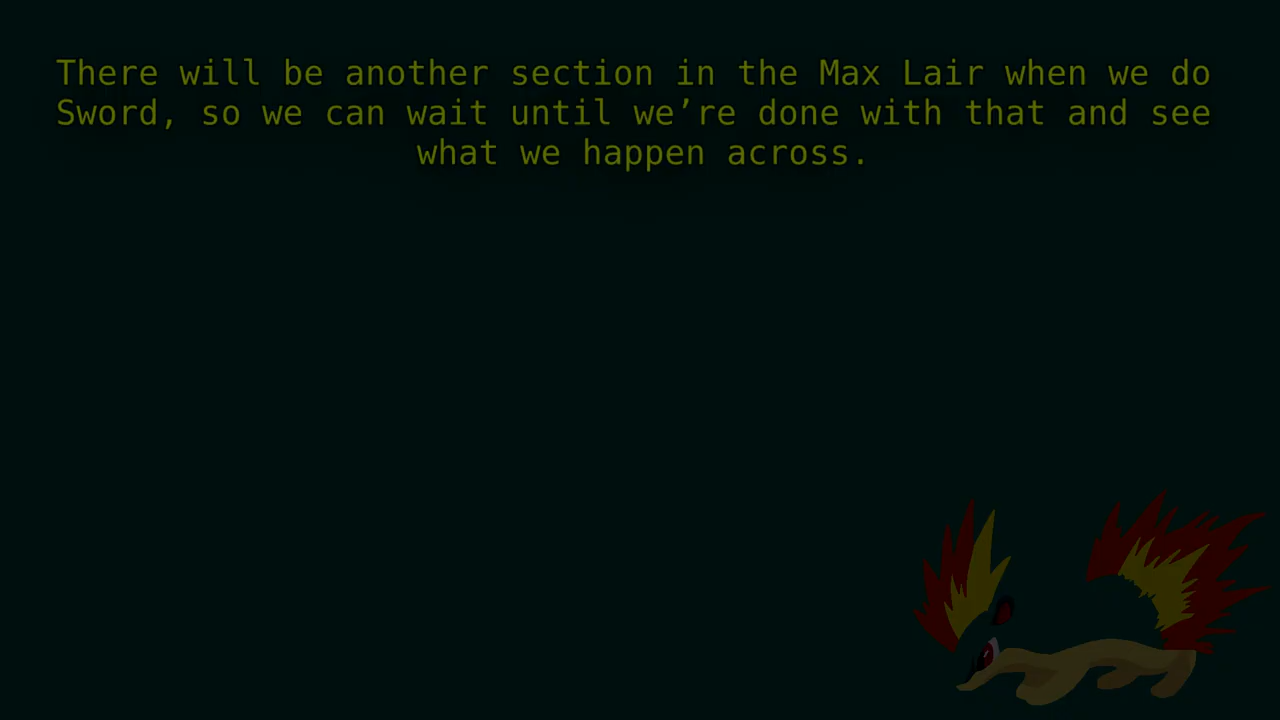 There will be another section in the Max Lair when we do
Sword, so we can wait until we’re done with that and see
what we happen across.